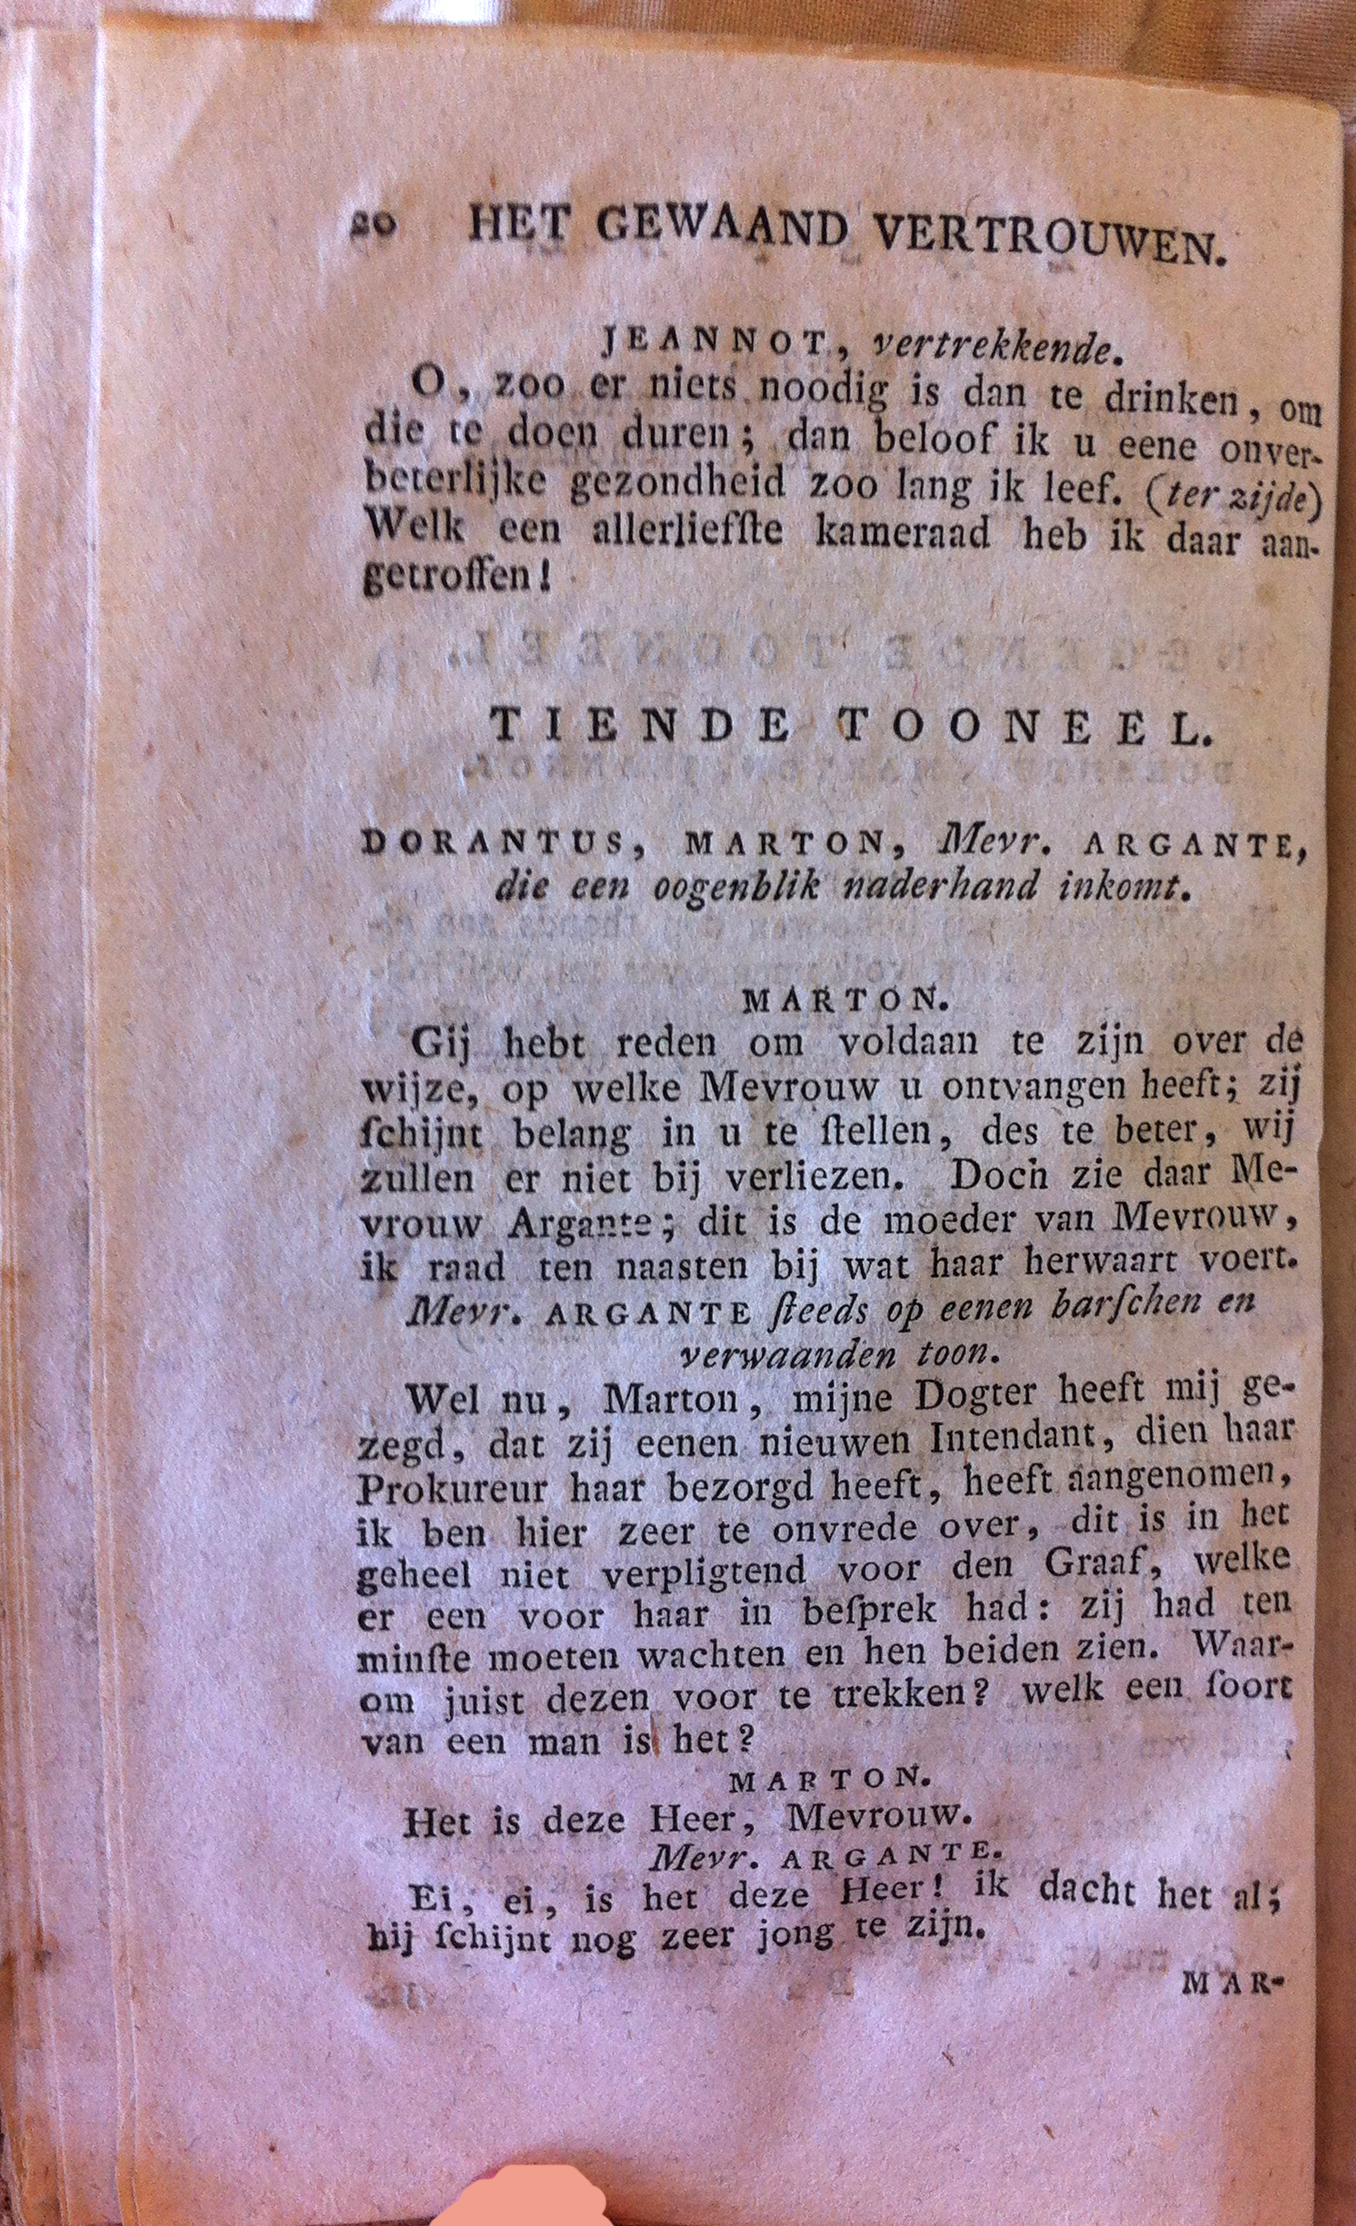 20 HET GEWAAND VERTROUWEN.
JEANNOT, vertrekkende.
O, zoo er niets noodig is dan te drinken, om
die te doen duren; dan beloof ik u eene onver-
beterlijke gezondheid zoo lang ik leef. (ter zijde)
Welk een allerliefſte kameraad heb ik daar aan-
getroffen!
TIENDE TOONEEL.
DORANTUS, MARTON, Mevr. ARGANTE,
die een oogenblik naderhand inkomt.
MARTON.
Gij hebt reden om voldaan te zijn over de
wijze, op welke Mevrouw u ontvangen heeft; zij
ſchijnt belang in u te ſtellen, des te beter, wij
zullen er niet bij verliezen. Doch zie daar Me-
vrouw Argante; dit is de moeder van Mevrouw,
ik raad ten naasten bij wat haar herwaart voert.
Mevr. ARGANTE ſteeds op eenen barſchen en
verwaanden toon.
Wel nu, Marton, mijne Dogter heeft mij ge-
zegd, dat zij eenen nieuwen Intendant, dien haar
Prokureur haar bezorgd heeft, heeft aangenomen,
ik ben hier zeer te onvrede over, dit is in het
geheel niet verpligtend voor den Graaf, welke
er een voor haar in beſprek had: zij had ten
minſte moeten wachten en hen beiden zien. Waar-
om juist dezen voor te trekken? welk een ſoort
van een man is het?
MARTON.
Het is deze Heer, Mevrouw.
Mevr. ARGANTE.
Ei, ei, is het deze Heer! ik dacht het al;
hij ſchijnt nog zeer jong te zijn.
MAR-